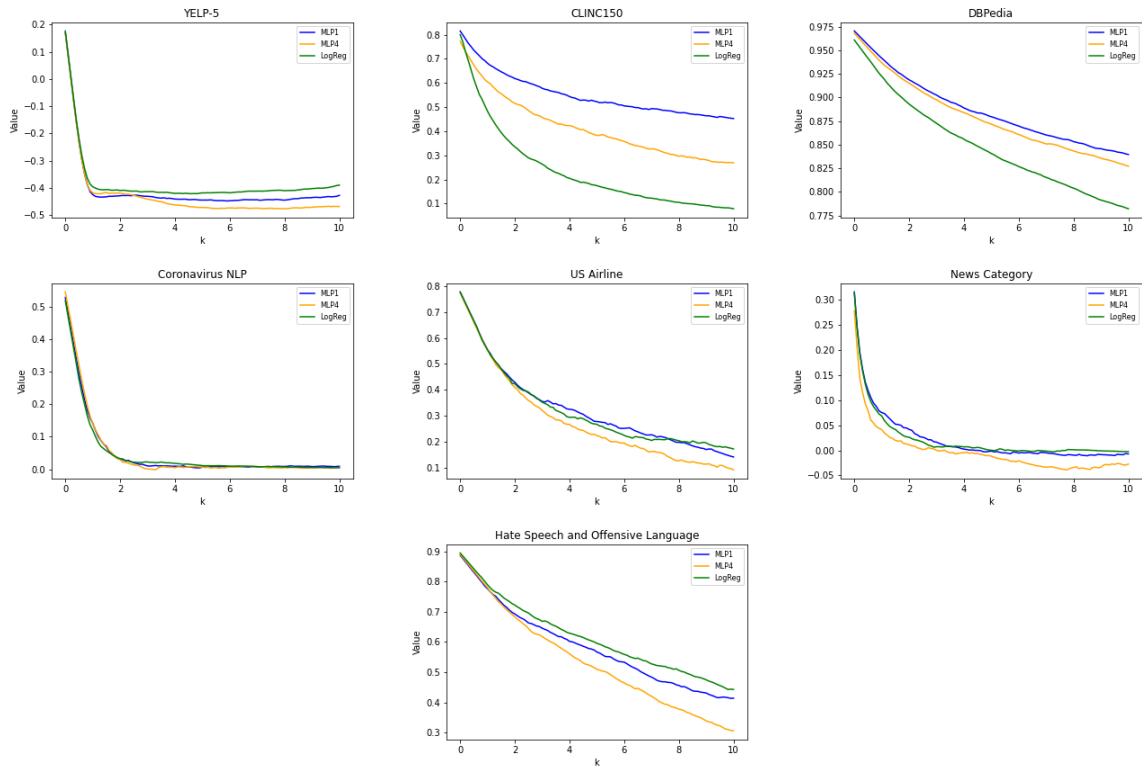 YELP-5
0.2
0.1
0.0
−0.1
−0.2
−0.3
−0.4
−0.5
Value
0 2 4 6 8 10
k
MLP1
MLP4
LogReg
CLINC150
0.8
0.7
0.6
0.5
0.4
0.3
0.2
0.1
Value
0 2 4 6 8 10
k
MLP1
MLP4
LogReg
DBPedia
0.975
0.950
0.925
0.900
0.875
0.850
0.825
0.800
0.775
Value
0 2 4 6 8 10
k
MLP1
MLP4
LogReg
Coronavirus NLP
0.5
0.4
0.3
0.2
0.1
0.0
Value
0 2 4 6 8 10
k
MLP1
MLP4
LogReg
US Airline
0.8
0.7
0.6
0.5
0.4
0.3
0.2
0.1
Value
0 2 4 6 8 10
k
MLP1
MLP4
LogReg
News Category
0.30
0.25
0.20
0.15
0.10
0.05
0.00
−0.05
Value
0 2 4 6 8 10
k
MLP1
MLP4
LogReg
Hate Speech and Offensive Language
0.9
0.8
0.7
0.6
0.5
0.4
0.3
Value
0 2 4 6 8 10
k
MLP1
MLP4
LogReg